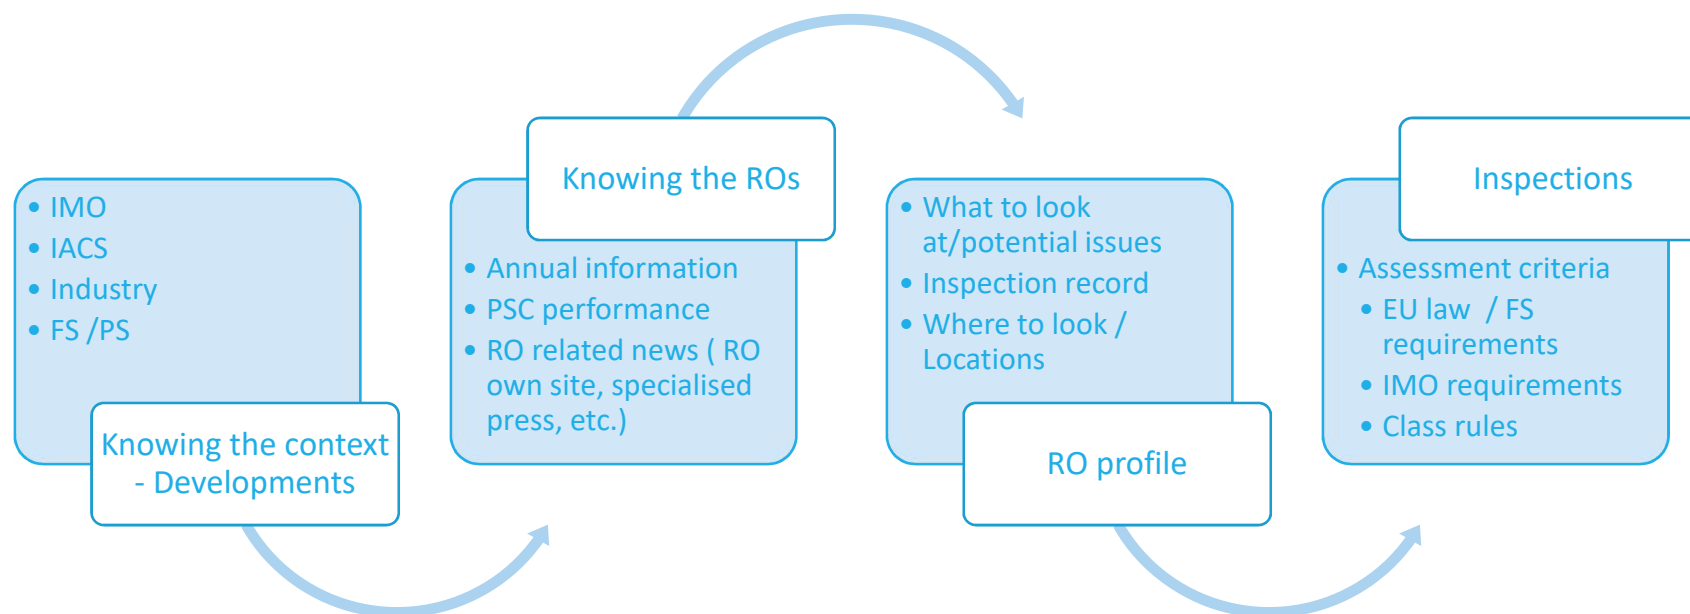 • IMO
• IACS
• Industry
• FS /PS
Knowing the context
- Developments
Knowing the ROs
• Annual information
• PSC performance
• RO related news ( RO
own site, specialised
press, etc.)
• What to look
at/potential issues
• Inspection record
• Where to look /
Locations
RO profile
Inspections
• Assessment criteria
• EU law / FS
requirements
• IMO requirements
• Class rules